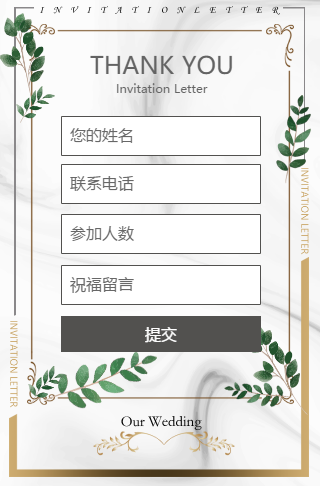 INVITATIONLETTER
THANK YOU
Invitation Letter
您的姓名
联系电话
参加人数
祝福留言
提交
INVITATION LETTER
INVITATION LETTER
Our Wedding